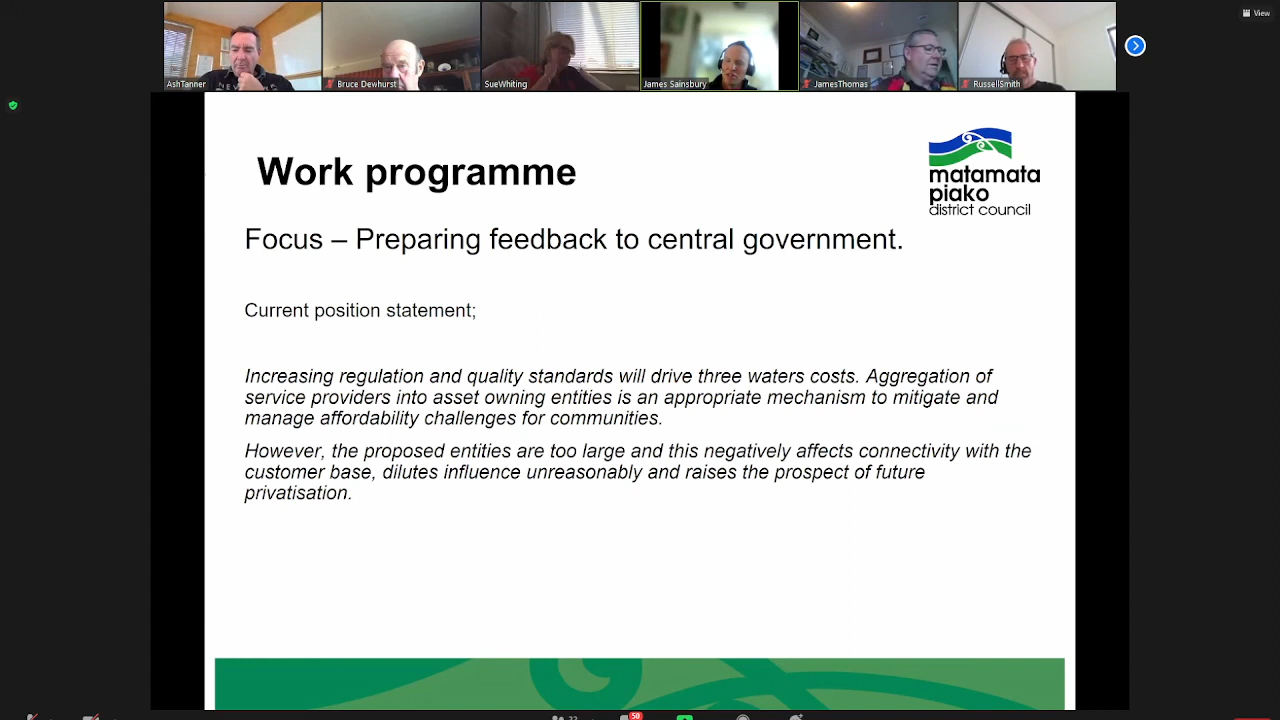 View
AshTanner
Bruce Dewhurst
SueWhiting
James Sainsbury
JamesThomas
RussellSmith
Work programme
matamata
piako
district council
Focus – Preparing feedback to central government.
Current position statement;
Increasing regulation and quality standards will drive three waters costs. Aggregation of
service providers into asset owning entities is an appropriate mechanism to mitigate and
manage affordability challenges for communities.
However, the proposed entities are too large and this negatively affects connectivity with the
customer base, dilutes influence unreasonably and raises the prospect of future
privatisation.
50